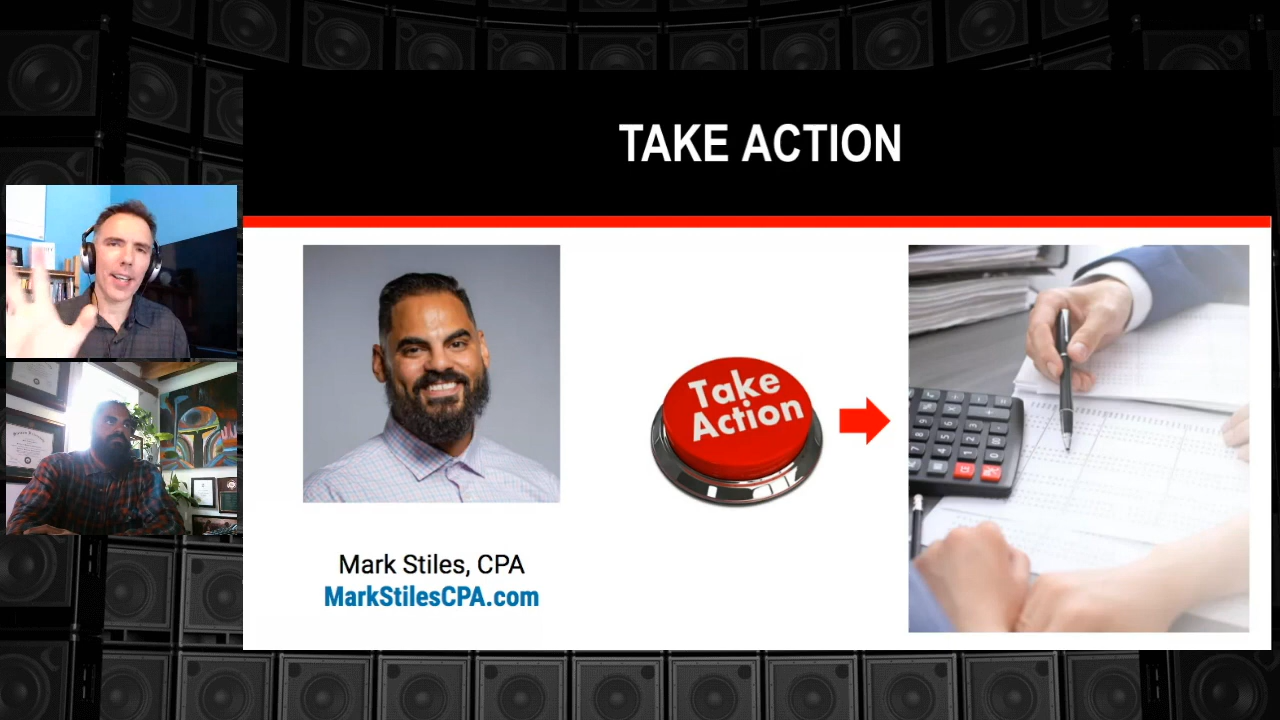 TAKE ACTION
Take
Action
Mark Stiles, CPA
MarkStilesCPA.com